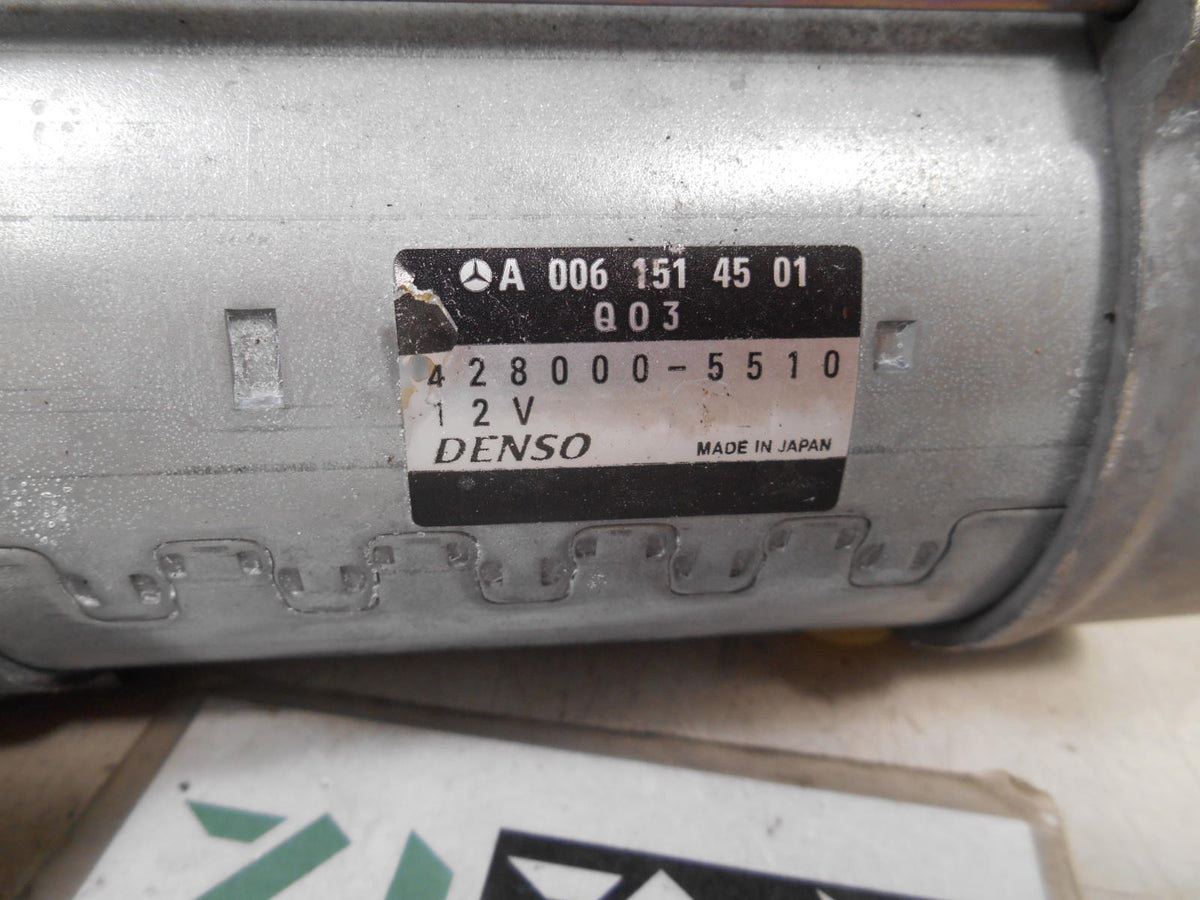 A 006 151 45 01
Q03
428000-5510
12V
DENSO
MADE IN JAPAN